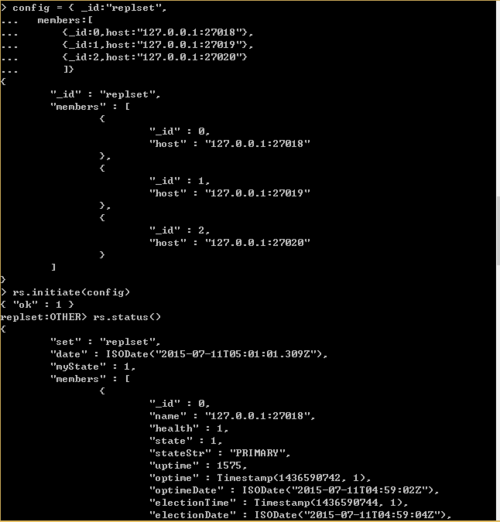 > config = { _id:"replset",
... members:[
... {_id:0,host:"127.0.0.1:27018"},
... {_id:1,host:"127.0.0.1:27019"},
... {_id:2,host:"127.0.0.1:27020"}
... ]}
{
"_id" : "replset",
"members" : [
{
"_id" : 0,
"host" : "127.0.0.1:27018"
},
{
"_id" : 1,
"host" : "127.0.0.1:27019"
},
{
"_id" : 2,
"host" : "127.0.0.1:27020"
}
]
}
> rs.initiate(config)
{ "ok" : 1 }
replset:OTHER> rs.status()
{
"set" : "replset",
"date" : ISODate("2015-07-11T05:01:01.309Z"),
"myState" : 1,
"members" : [
{
"_id" : 0,
"name" : "127.0.0.1:27018",
"health" : 1,
"state" : 1,
"stateStr" : "PRIMARY",
"uptime" : 1575,
"optime" : Timestamp(1436590742, 1),
"optimeDate" : ISODate("2015-07-11T04:59:02Z"),
"electionTime" : Timestamp(1436590744, 1),
"electionDate" : ISODate("2015-07-11T04:59:04Z"),